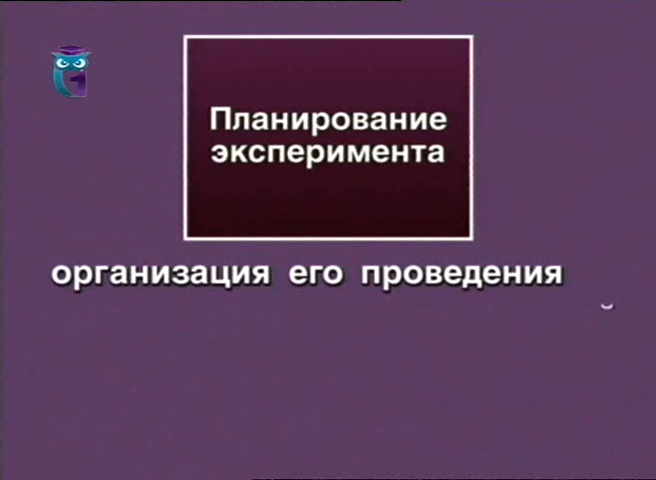 Планирование
эксперимента
организация его проведения